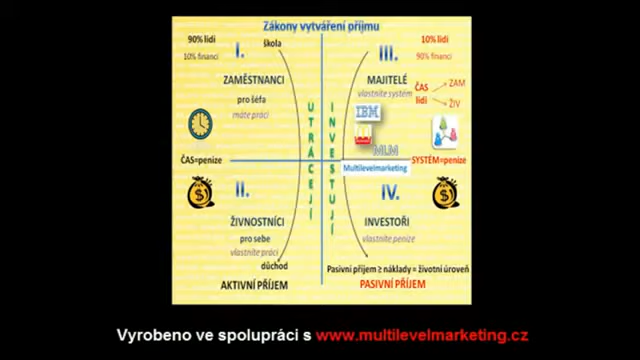 Zákony vytváření příjmu
90% lidí
10% financí
I.
škola
ZAMĚSTNANCI
pro šéfa
máte práci
ČAS=peníze
II.
ŽIVNOSTNÍCI
pro sebe
vlastníte práci
důchod
AKTIVNÍ PŘÍJEM
UTRÁCEJÍ
INVESTUJÍ
III.
10% lidí
90% financí
MAJITELÉ
vlastníte systém
ČAS
lidí
ZAM
ŽIV
IBM
MLM
Multilevelmarketing
SYSTÉM=peníze
IV.
INVESTOŘI
vlastníte peníze
Pasivní příjem ≥ náklady = životní úroveň
PASIVNÍ PŘÍJEM
Vyrobeno ve spolupráci s www.multilevelmarketing.cz